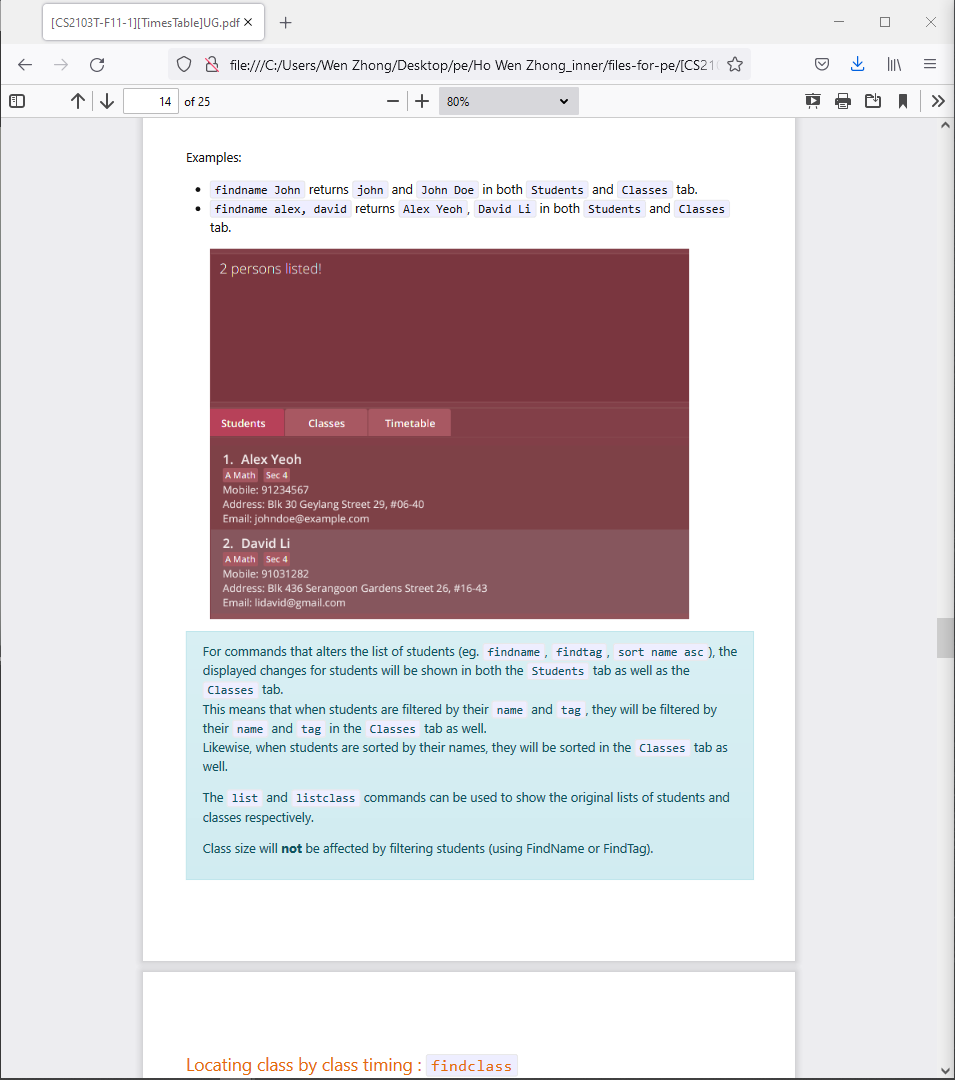 [CS2103T-F11-1][TimesTable]UG.pdf
file:///C:/Users/Wen Zhong/Desktop/pe/Ho Wen Zhong_inner/files-for-pe/[CS210
14 of 25
80%
Examples:
• findname John returns john and John Doe in both Students and Classes tab.
• findname alex, david returns Alex Yeoh, David Li in both Students and Classes
tab.
2 persons listed!
Students Classes Timetable
1. Alex Yeoh
A Math Sec 4
Mobile: 91234567
Address: Blk 30 Geylang Street 29, #06-40
Email: johndoe@example.com
2. David Li
A Math Sec 4
Mobile: 91031282
Address: Blk 436 Serangoon Gardens Street 26, #16-43
Email: lidavid@gmail.com
For commands that alters the list of students (eg. findname, findtag, sort name asc), the
displayed changes for students will be shown in both the Students tab as well as the
Classes tab.
This means that when students are filtered by their name and tag, they will be filtered by
their name and tag in the Classes tab as well.
Likewise, when students are sorted by their names, they will be sorted in the Classes tab as
well.
The list and listclass commands can be used to show the original lists of students and
classes respectively.
Class size will not be affected by filtering students (using FindName or FindTag).
Locating class by class timing : findclass